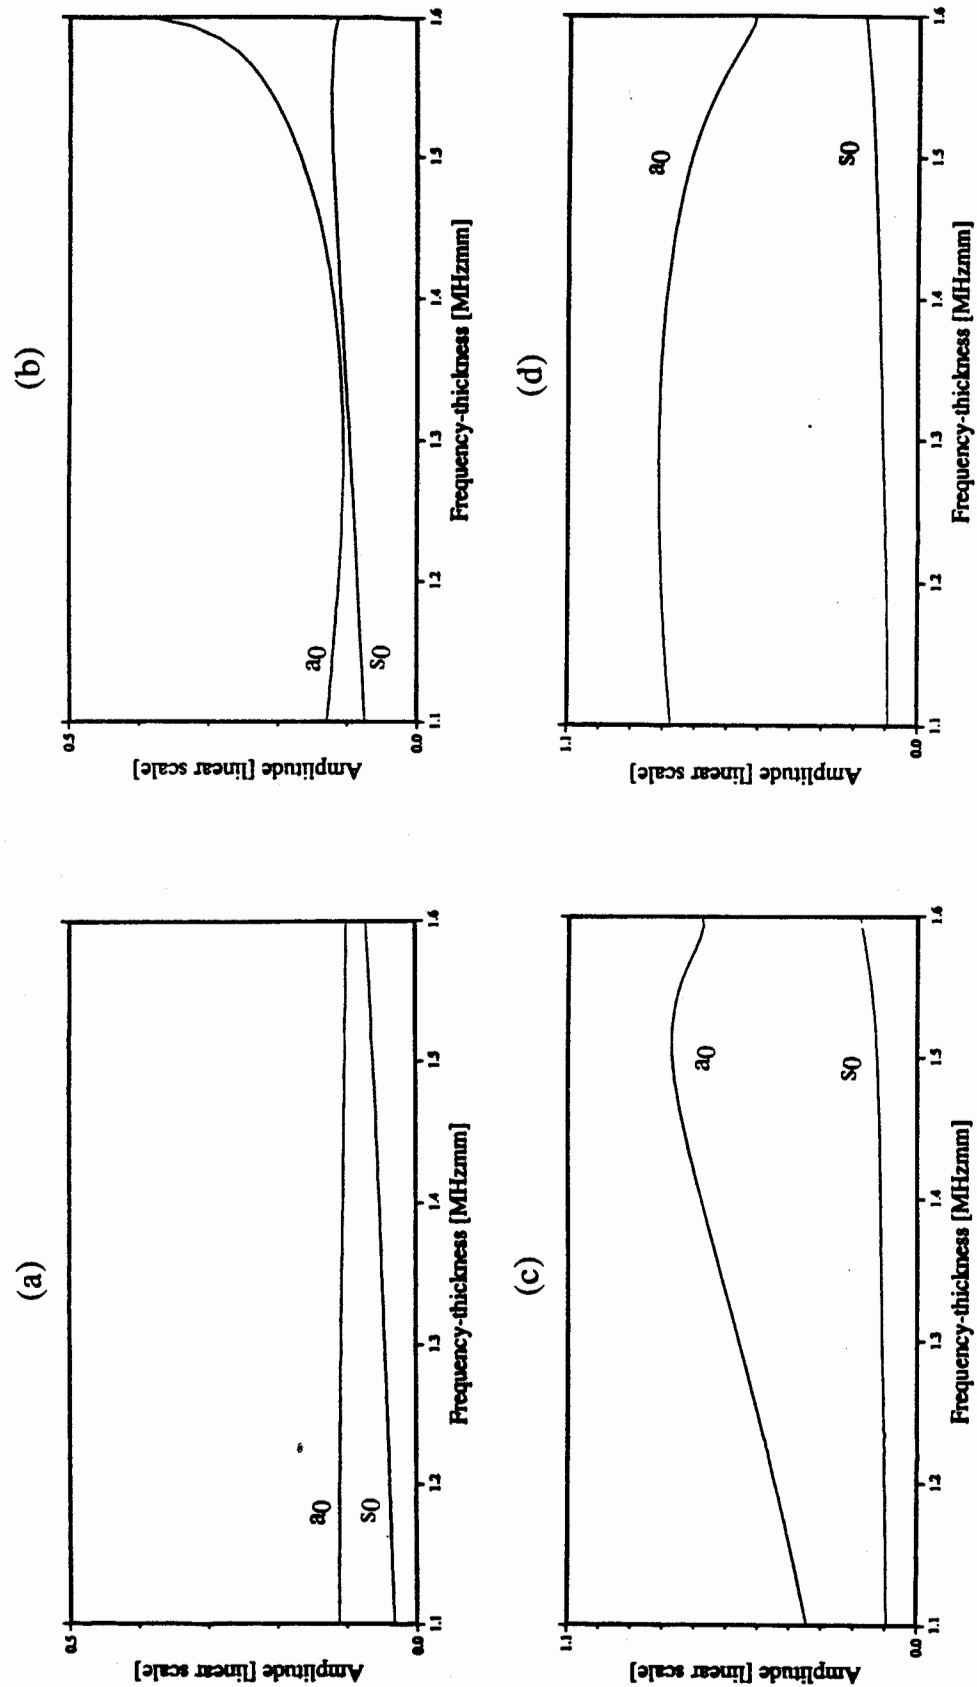 (a)
0.5
Amplitude [linear scale]
0.0
a0
s0
1.1 1.2 1.3 1.4 1.5 1.6
Frequency-thickness [MHzmm]
(b)
0.5
Amplitude [linear scale]
0.0
a0
s0
1.1 1.2 1.3 1.4 1.5 1.6
Frequency-thickness [MHzmm]
(c)
1.1
Amplitude [linear scale]
0.0
a0
s0
1.1 1.2 1.3 1.4 1.5 1.6
Frequency-thickness [MHzmm]
(d)
1.1
Amplitude [linear scale]
0.0
a0
s0
1.1 1.2 1.3 1.4 1.5 1.6
Frequency-thickness [MHzmm]